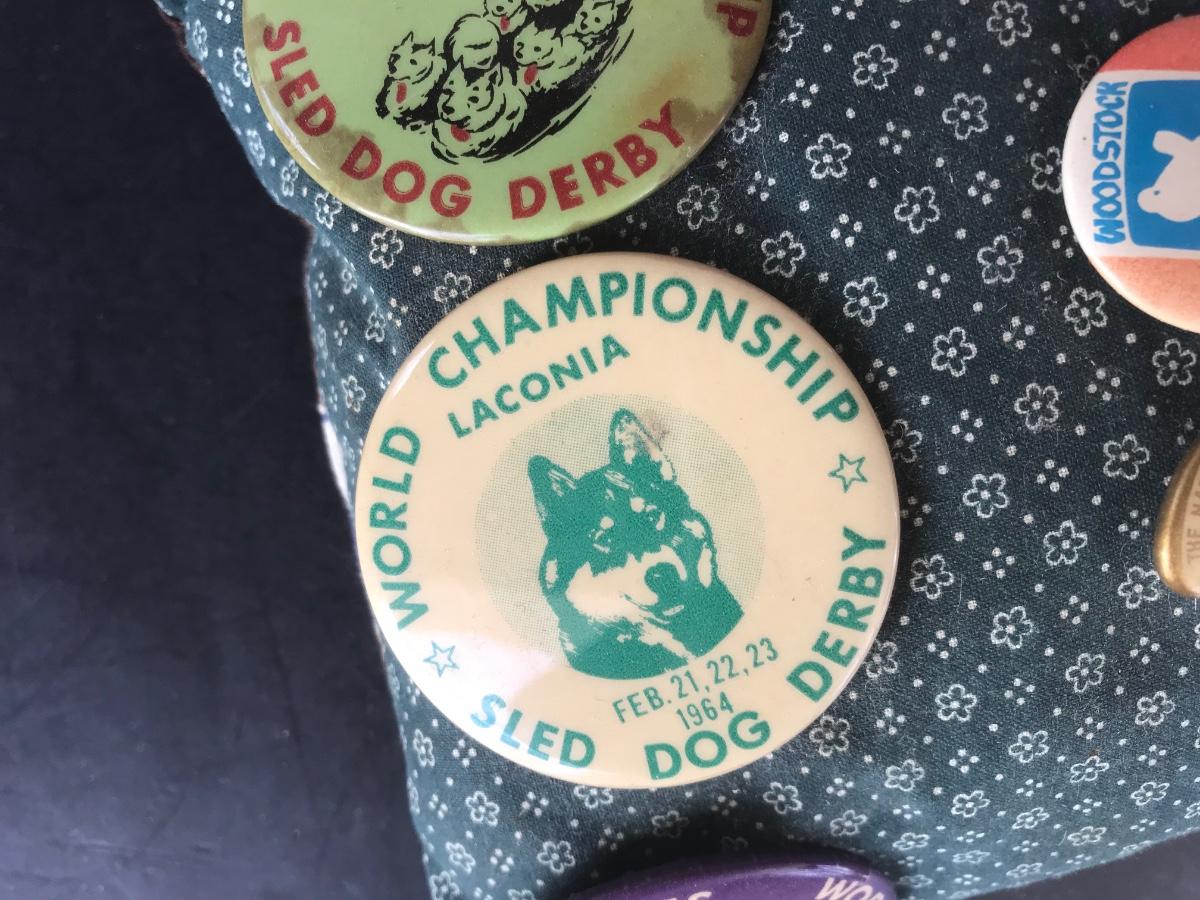 SLED DOG DERBY
WOODSTOCK
WORLD CHAMPIONSHIP
LACONIA
FEB. 21, 22, 23
1964
SLED DOG DERBY